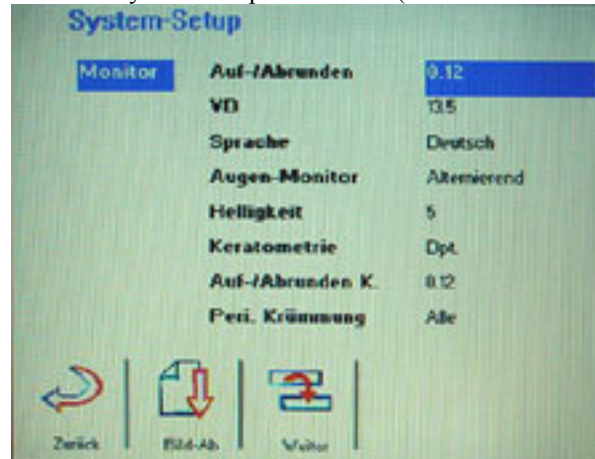 System-Setup
Monitor Auf-/Abrunden 0.12
VD 13.5
Sprache Deutsch
Augen-Monitor Alternierend
Helligkeit 5
Keratometrie Dpt.
Auf-/Abrunden K. 0.12
Peri. Krümmung Alle
Zurück Bild-Ab Weiter